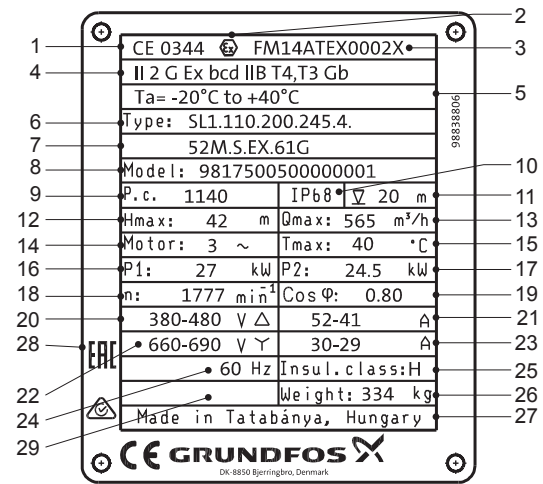 2
1 CE 0344 Ex FM14ATEX0002X 3
4 II 2 G Ex bcd IIB T4,T3 Gb
Ta= -20°C to +40°C 5
6 Type: SL1.110.200.245.4.
7 52M.S.EX.61G
98838806
8 Model: 9817500500000001 10
9 P.c. 1140 IP68 20 m 11
12 Hmax: 42 m Qmax: 565 m³/h 13
14 Motor: 3 ~ Tmax: 40 °C 15
16 P1: 27 kW P2: 24.5 kW 17
18 n: 1777 min⁻¹ Cos φ: 0.80 19
20 380-480 V △ 52-41 A 21
28 EAC 660-690 V Y 30-29 A 23
22 60 Hz Insul.class:H 25
24 Weight: 334 kg 26
29 Made in Tatabánya, Hungary 27
CE GRUNDFOS X
DK-8850 Bjerringbro, Denmark